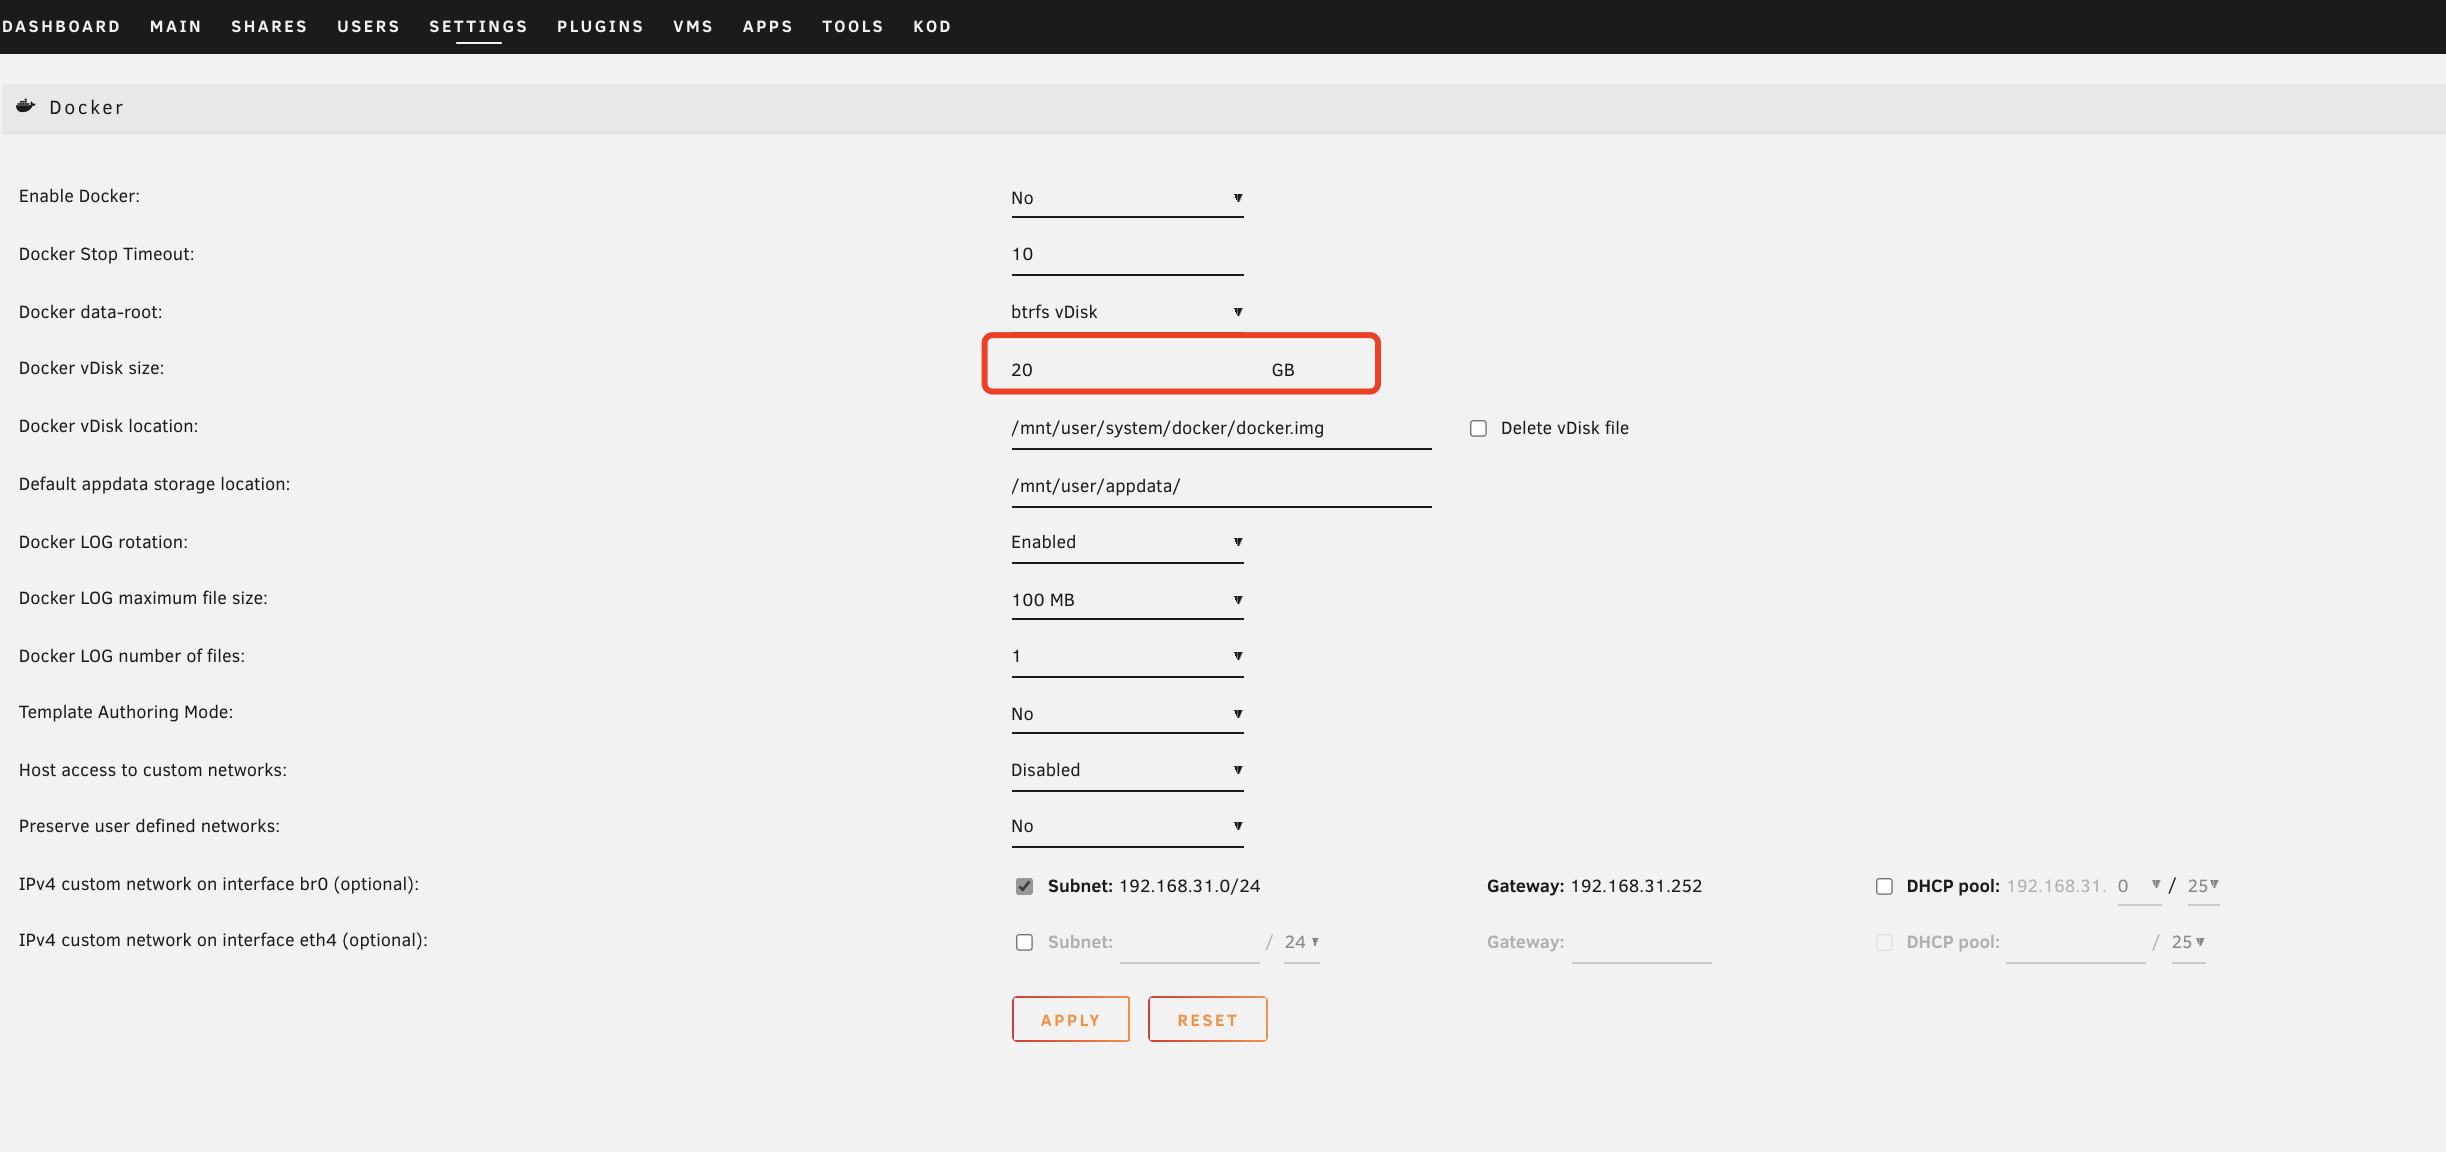 DASHBOARD MAIN SHARES USERS SETTINGS PLUGINS VMS APPS TOOLS KOD
Docker
Enable Docker: No
Docker Stop Timeout: 10
Docker data-root: btrfs vDisk
Docker vDisk size: 20 GB
Docker vDisk location: /mnt/user/system/docker/docker.img Delete vDisk file
Default appdata storage location: /mnt/user/appdata/
Docker LOG rotation: Enabled
Docker LOG maximum file size: 100 MB
Docker LOG number of files: 1
Template Authoring Mode: No
Host access to custom networks: Disabled
Preserve user defined networks: No
IPv4 custom network on interface br0 (optional): Subnet: 192.168.31.0/24 Gateway: 192.168.31.252 DHCP pool: 192.168.31. 0 / 25
IPv4 custom network on interface eth4 (optional): Subnet: / 24 Gateway: DHCP pool: / 25
APPLY RESET